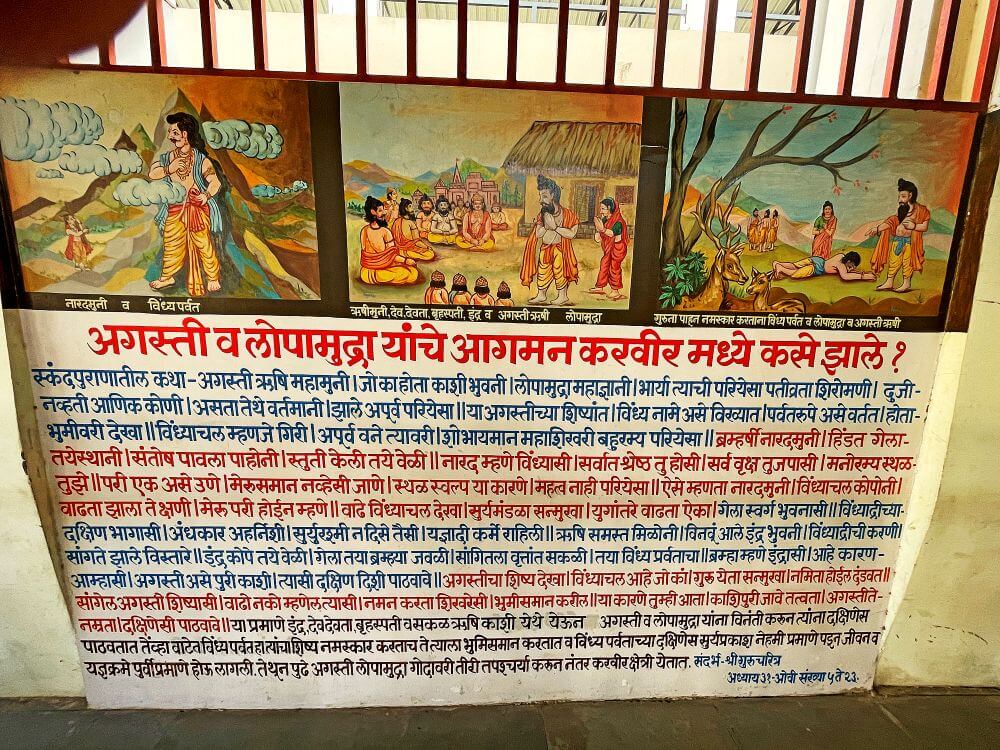 नारदमुनी व विंध्यपर्वत
ऋषीमुनी, देव, देवता, बृहस्पती, इंद्र व अगस्तीऋषी लोपामुद्रा
गुरुना पाहून नमस्कार करताना विंध्य पर्वत व लोपामुद्रा व अगस्तीऋषी
अगस्ती व लोपामुद्रा यांचे आगमन करवीर मध्ये कसे झाले ?
स्कंदपुराणातील कथा-अगस्ती ऋषि महामुनी। जो का होता काशी भुवनी। लोपामुद्रा महाज्ञानी। भार्या त्याची परियेसा पतीव्रता शिरोमणी। दुजी-
नव्हती आणिक कोणी। असता तेथे वर्तमानी। झाले अपूर्व परियेसा॥ या अगस्तीच्या शिष्यांत। विंध्य नामे असे विख्यात। पर्वतरुपे असे वर्तत। होता-
भुमीवरी देखा॥ विंध्याचल म्हणजे गिरी। अपूर्व वने त्यावरी। शोभायमान महाशिखरी बहुरम्य परियेसा॥ ब्रम्हर्षी नारदमुनी। हिंडत गेला-
तयेस्थानी। संतोष पावला पाहोनी। स्तुती केली तये वेळी॥ नारद म्हणे विंध्यासी। सर्वात श्रेष्ठ तु होसी। सर्व वृक्ष तुजपासी। मनोरम्य स्थळ-
तुझे॥ परी एक असे उणे। मेरुसमान नव्हेसी जाणे। स्थळ स्वल्प या कारणे। महत्व नाही परियेसा॥ ऐसे म्हणता नारदमुनी। विंध्याचल कोपोनी।
वाढता झाला ते क्षणी। मेरु परी होईन म्हणे॥ वाढे विंध्याचल देखा। सुर्यमंडळा सन्मुखा। युगांतरे वाढता ऐका। गेला स्वर्ग भुवनासी॥ विंध्याद्रीच्या-
दक्षिण भागासी। अंधकार अहर्निशी। सुर्यरश्मी न दिसे तैसी। यज्ञादी कर्मे राहिली॥ ऋषि समस्त मिळोनी। विनवूं आले इंद्र भुवनी। विंध्याद्रीची करणी
सांगते झाले विस्तारे॥ इंद्र कोपे तये वेळी। गेला तया ब्रम्हया जवळी। सांगितला वृत्तांत सकळी। तया विंध्य प्रर्वताचा॥ ब्रम्हा म्हणे इंद्रासी। आहे कारण-
आम्हासी। अगस्ती असे पुरी काशी। त्यासी दक्षिण दिशी पाठवावे॥ अगस्तीचा शिष्य देखा। विंध्याचल आहे जो कां। गुरु येता सन्मुखा। नमिता होईल दंडवत॥
सांगेल अगस्ती शिष्यासी। वाढो नको म्हणेल त्यासी। नमन करता शिखरेसी। भुमीसमान करील॥ या कारणे तुम्ही आता। काशिपुरी जावे तत्वता। अगस्तीते-
नम्रता। दक्षिणेसी पाठवावे॥ या प्रमाणे इंद्र, देवदेवता, बृहस्पती व सकळ ऋषि काशी येथे येऊन अगस्ती व लोपामुद्रा यांना विनंती करुन त्यांना दक्षिणेस
पाठवतात तेंव्हा वाटेत विंध्य पर्वत हा त्यांचा शिष्य नमस्कार करताच ते त्याला भुमिसमान करतात व विंध्य पर्वताच्या दक्षिणेस सुर्यप्रकाश नेहमी प्रमाणे पडून, जीवन व
यज्ञकमे पुर्वीप्रमाणे होऊ लागली. तेथून पुढे अगस्ती लोपामुद्रा गोदावरी तीरी तपश्चर्या करुन नंतर करवीर क्षेत्री येतात. संदर्भ-श्रीगुरुचरित्र
अध्याय ३१-ओवी संख्या ५ ते २३.